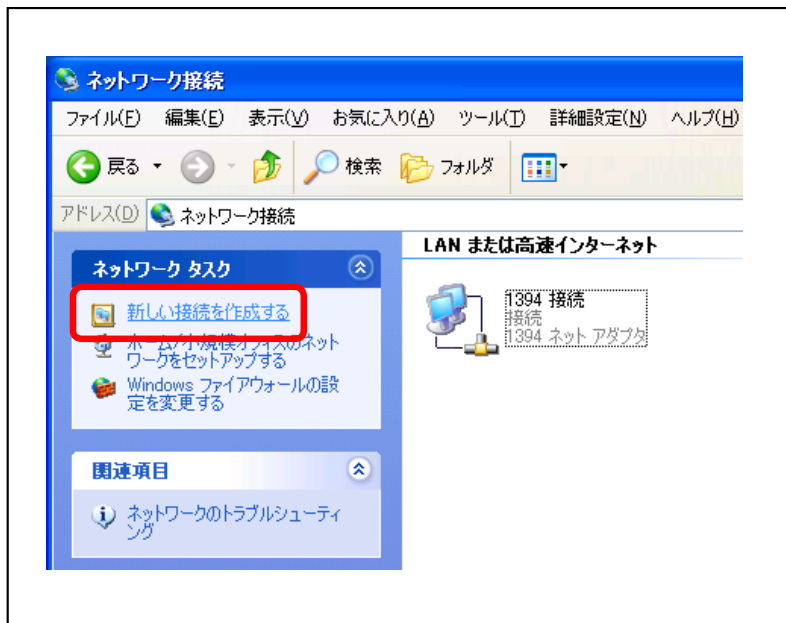 ネットワーク接続
ファイル(F) 編集(E) 表示(V) お気に入り(A) ツール(T) 詳細設定(N) ヘルプ(H)
戻る 検索 フォルダ
アドレス(D) ネットワーク接続
ネットワーク タスク
新しい接続を作成する
ホーム/小規模オフィスのネット
ワークをセットアップする
Windows ファイアウォールの設
定を変更する
関連項目
ネットワークのトラブルシューティ
ング
LAN または高速インターネット
1394 接続
接続
1394 ネット アダプタ